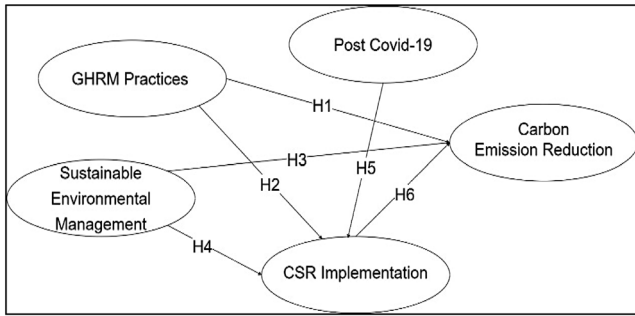 Post Covid-19
GHRM Practices
H1
Carbon
Emission Reduction
H3
Sustainable
Environmental
Management
H2
H5
H6
H4
CSR Implementation